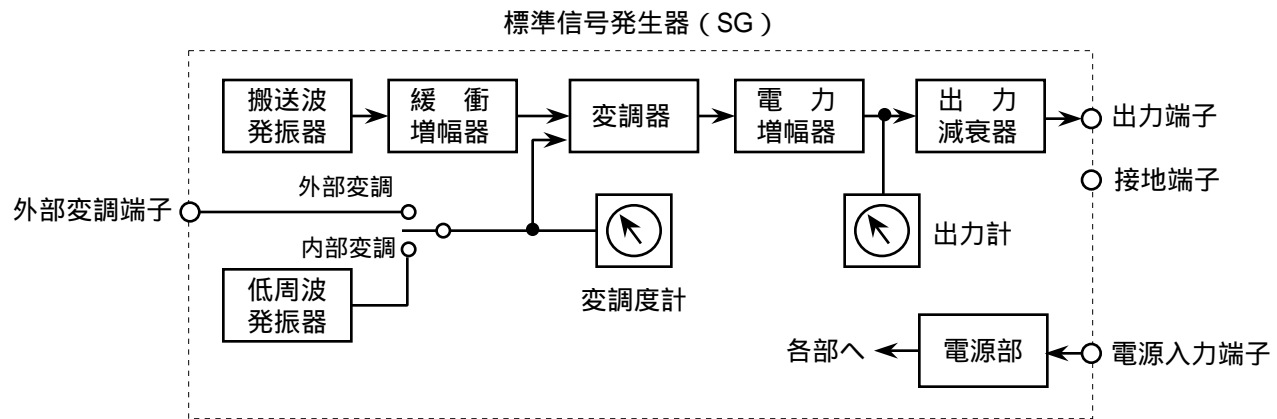 標準信号発生器（SG）
搬送波
発振器
緩 衝
増幅器
変調器
電 力
増幅器
出 力
減衰器
出力端子
接地端子
外部変調
外部変調端子
内部変調
出力計
低周波
発振器
変調度計
各部へ
電源部
電源入力端子